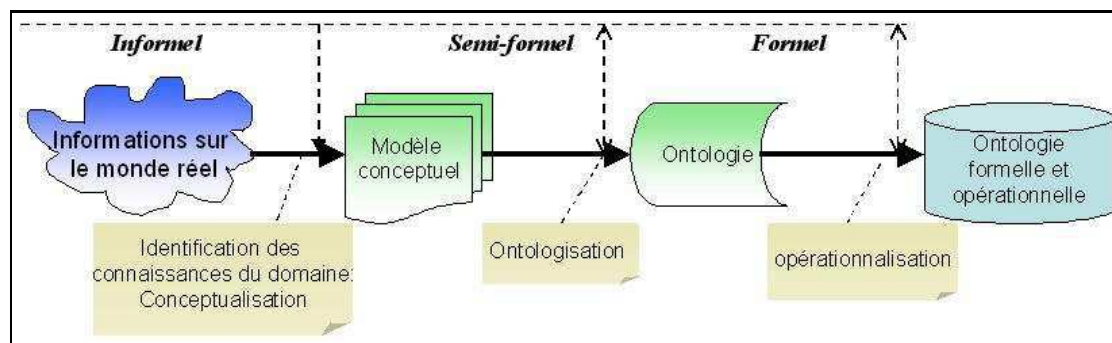 Informel
Semi-formel
Formel
Informations sur
le monde réel
Modèle
conceptuel
Ontologie
Ontologie
formelle et
opérationnelle
Identification des
connaissances du domaine:
Conceptualisation
Ontologisation
opérationnalisation